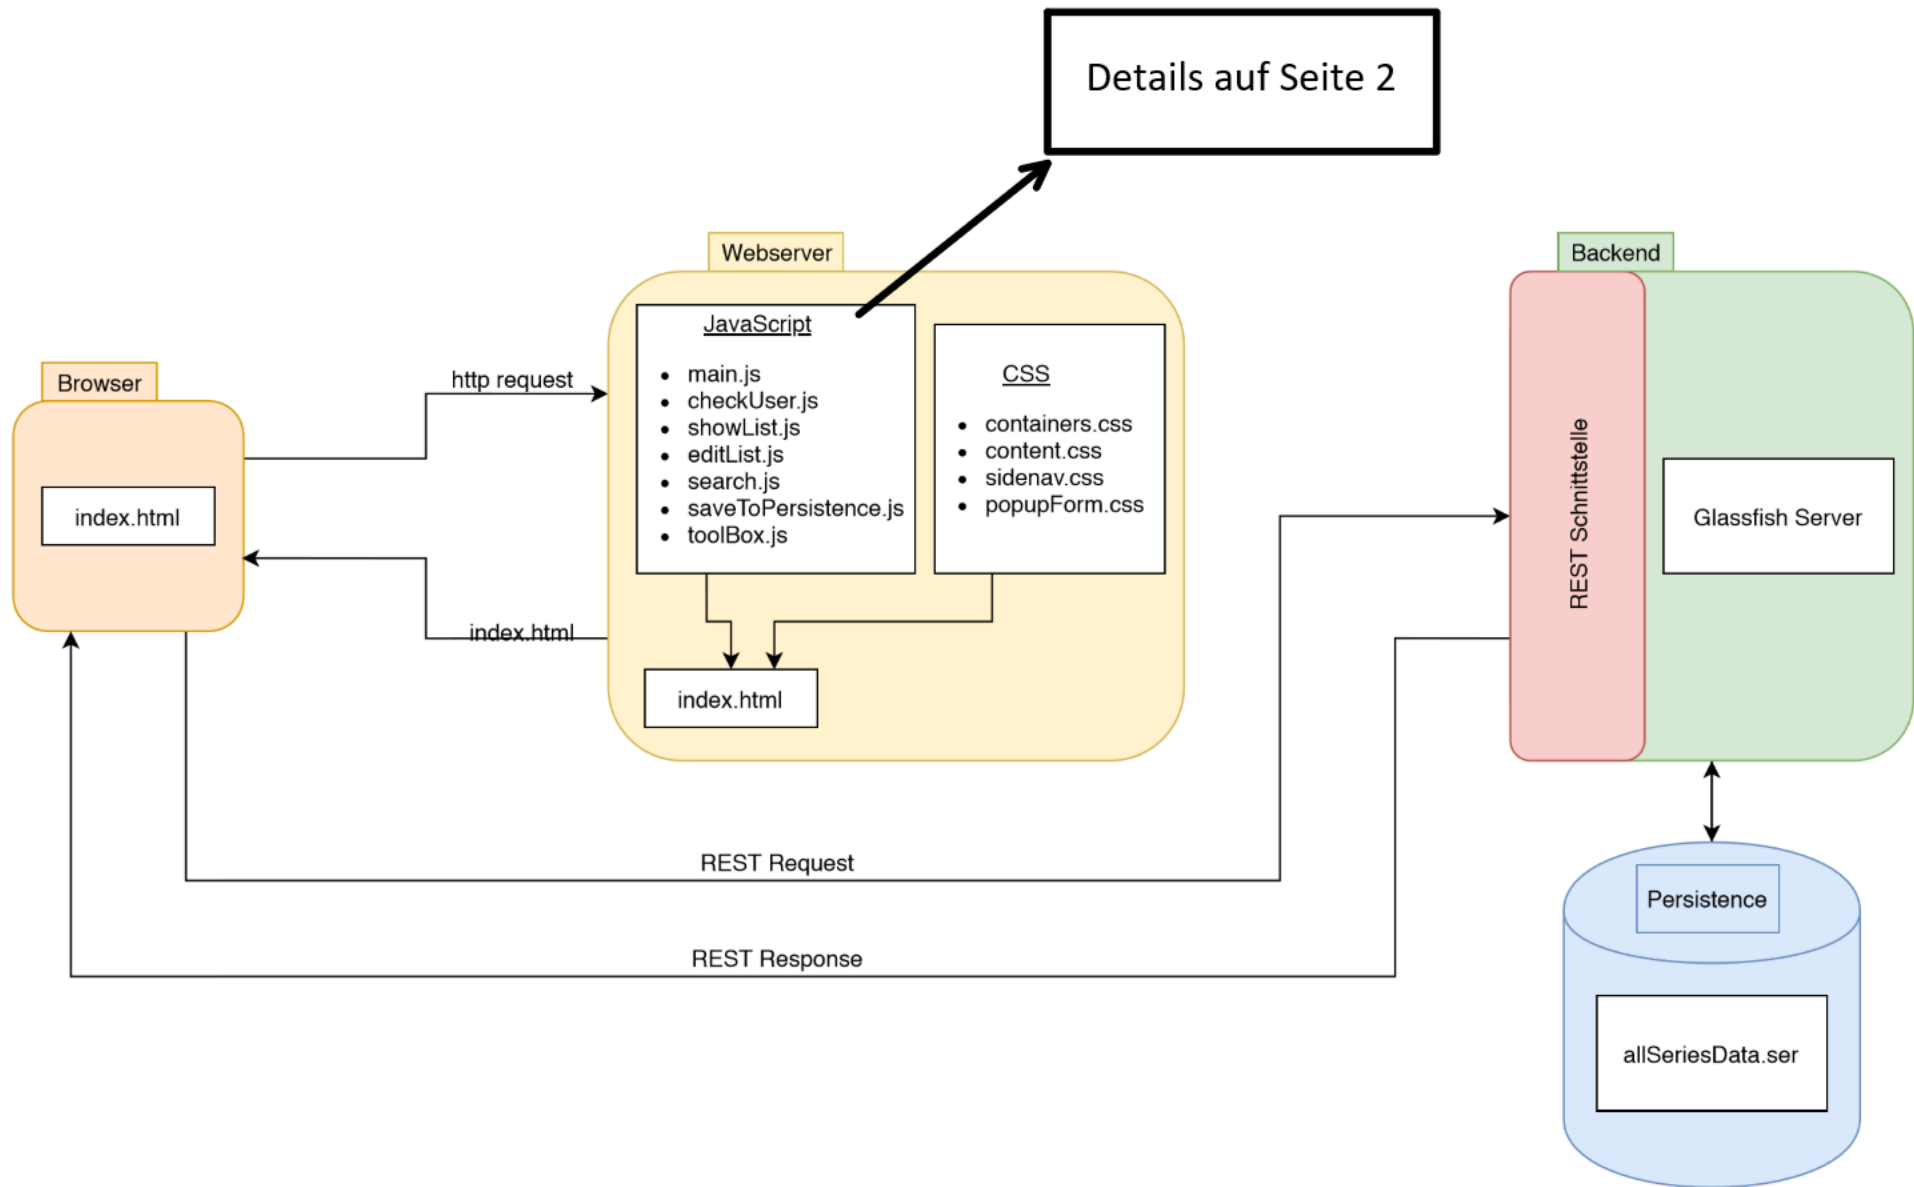 Details auf Seite 2
Webserver
Backend
JavaScript
main.js
checkUser.js
showList.js
editList.js
search.js
saveToPersistence.js
toolBox.js
CSS
containers.css
content.css
sidenav.css
popupForm.css
Browser
index.html
http request
index.html
index.html
REST Schnittstelle
Glassfish Server
REST Request
REST Response
Persistence
allSeriesData.ser